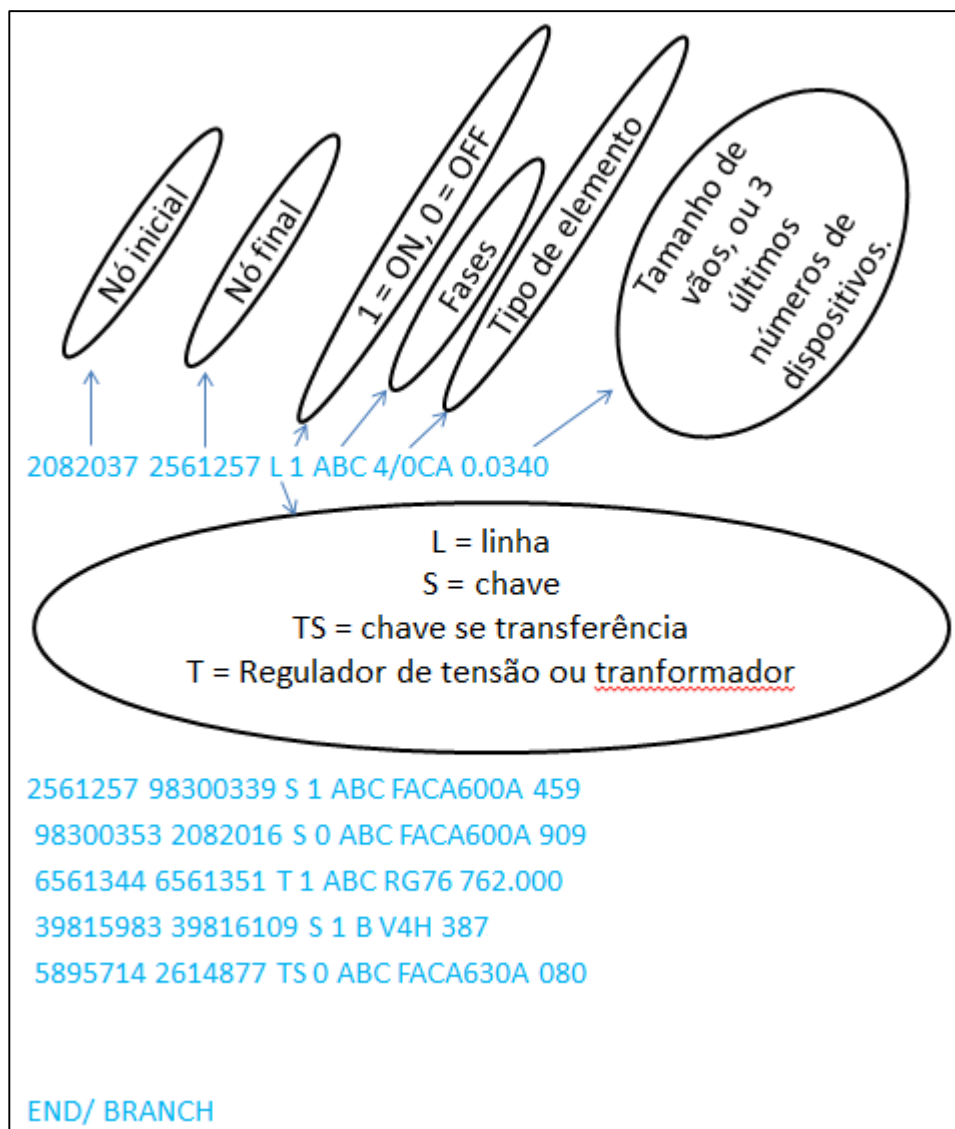 Nó inicial
Nó final
1 = ON, 0 = OFF
Fases
Tipo de elemento
Tamanho de
vãos, ou 3
últimos
números de
dispositivos.
2082037 2561257 L 1 ABC 4/0CA 0.0340
L = linha
S = chave
TS = chave se transferência
T = Regulador de tensão ou tranformador
2561257 98300339 S 1 ABC FACA600A 459
98300353 2082016 S 0 ABC FACA600A 909
6561344 6561351 T 1 ABC RG76 762.000
39815983 39816109 S 1 B V4H 387
5895714 2614877 TS 0 ABC FACA630A 080
END/ BRANCH